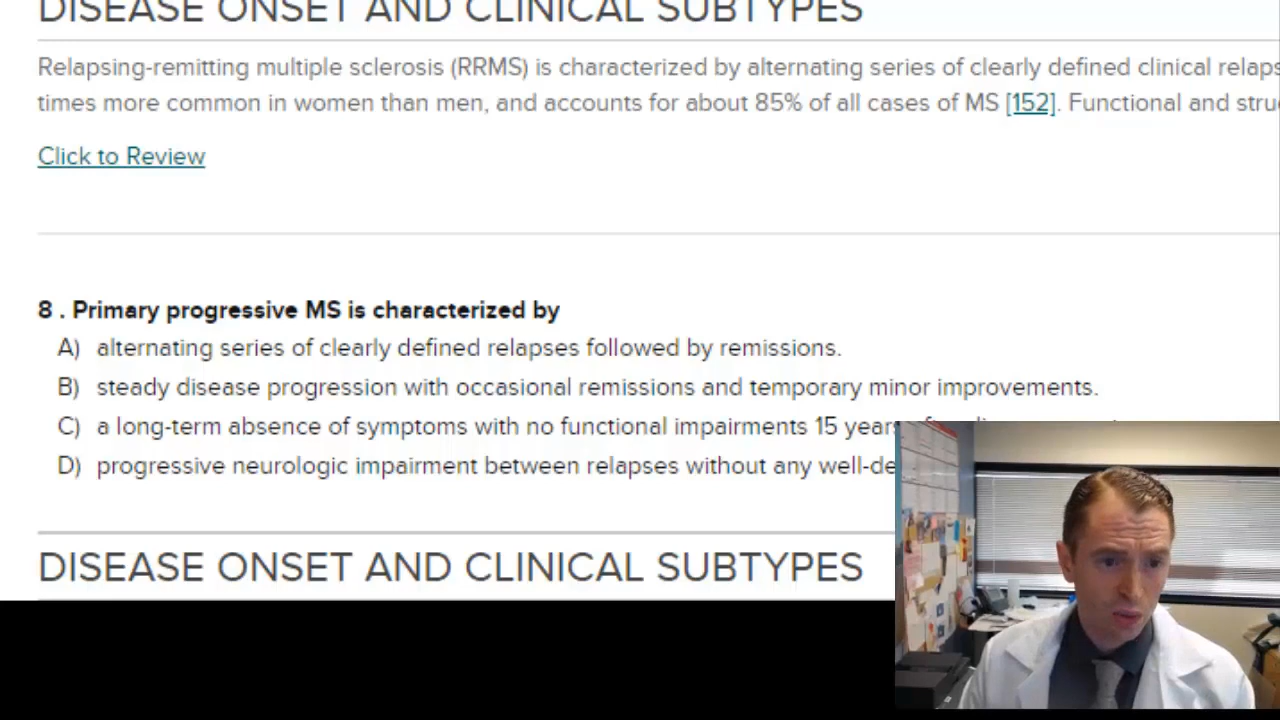 DISEASE ONSET AND CLINICAL SUBTYPES
Relapsing-remitting multiple sclerosis (RRMS) is characterized by alternating series of clearly defined clinical
times more common in women than men, and accounts for about 85% of all cases of MS [152]. Functional and
Click to Review
8 . Primary progressive MS is characterized by
A) alternating series of clearly defined relapses followed by remissions.
B) steady disease progression with occasional remissions and temporary minor improvements.
C) a long-term absence of symptoms with no functional impairments 15 years
D) progressive neurologic impairment between relapses without any
DISEASE ONSET AND CLINICAL SUBTYPES